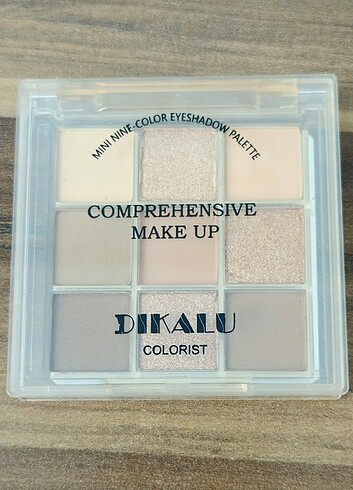 MINI NINE-COLOR EYESHADOW PALETTE
COMPREHENSIVE
MAKE UP
DIKALU
COLORIST